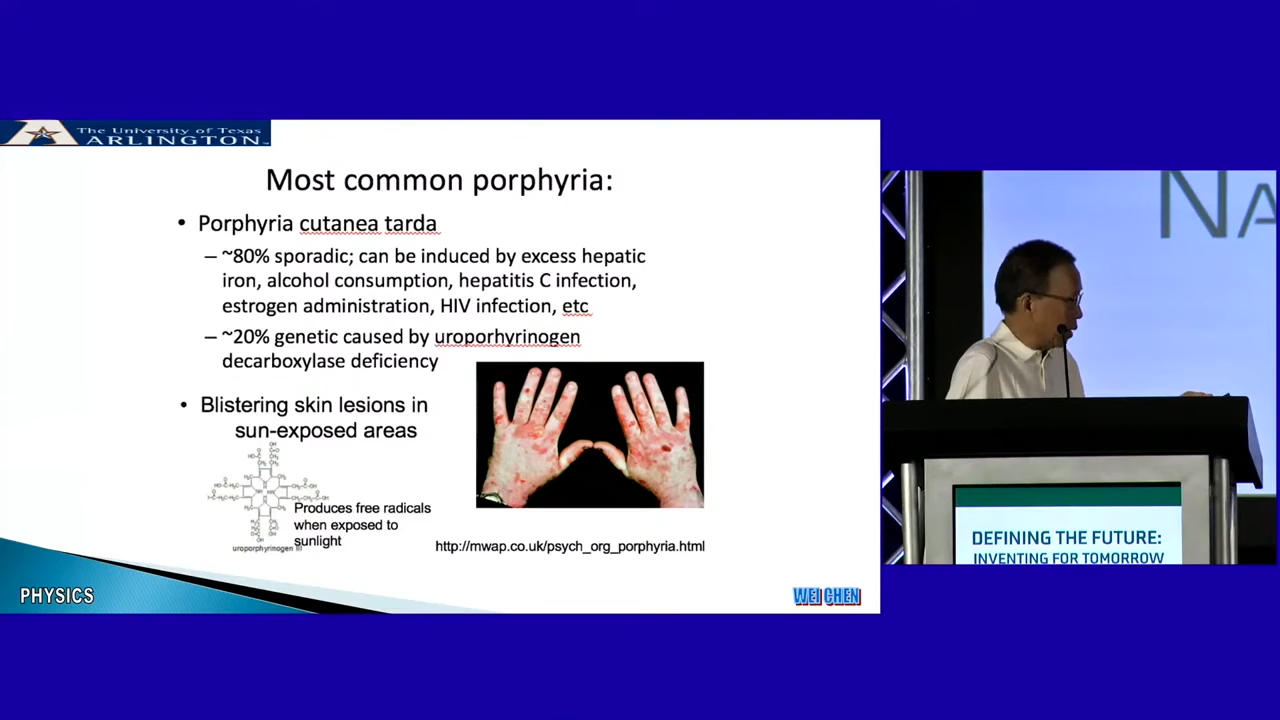 The University of Texas
ARLINGTON
Most common porphyria:
• Porphyria cutanea tarda
– ~80% sporadic; can be induced by excess hepatic
iron, alcohol consumption, hepatitis C infection,
estrogen administration, HIV infection, etc
– ~20% genetic caused by uroporhyrinogen
decarboxylase deficiency
• Blistering skin lesions in
sun-exposed areas
Produces free radicals
when exposed to
sunlight
uroporphyrinogen III
http://mwap.co.uk/psych_org_porphyria.html
PHYSICS
WEI CHEN
NA
DEFINING THE FUTURE:
INVENTING FOR TOMORROW